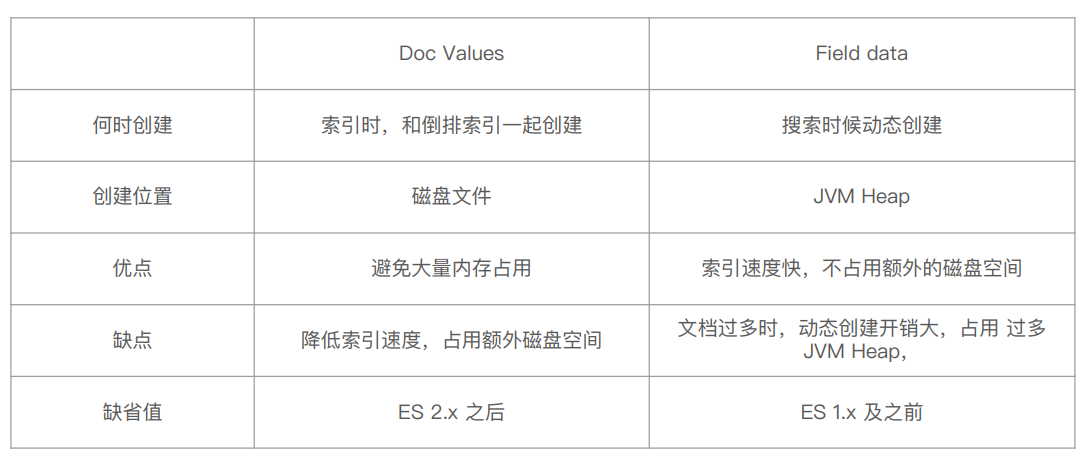 Doc Values
Field data
何时创建
索引时，和倒排索引一起创建
搜索时候动态创建
创建位置
磁盘文件
JVM Heap
优点
避免大量内存占用
索引速度快，不占用额外的磁盘空间
缺点
降低索引速度，占用额外磁盘空间
文档过多时，动态创建开销大，占用 过多
JVM Heap，
缺省值
ES 2.x 之后
ES 1.x 及之前